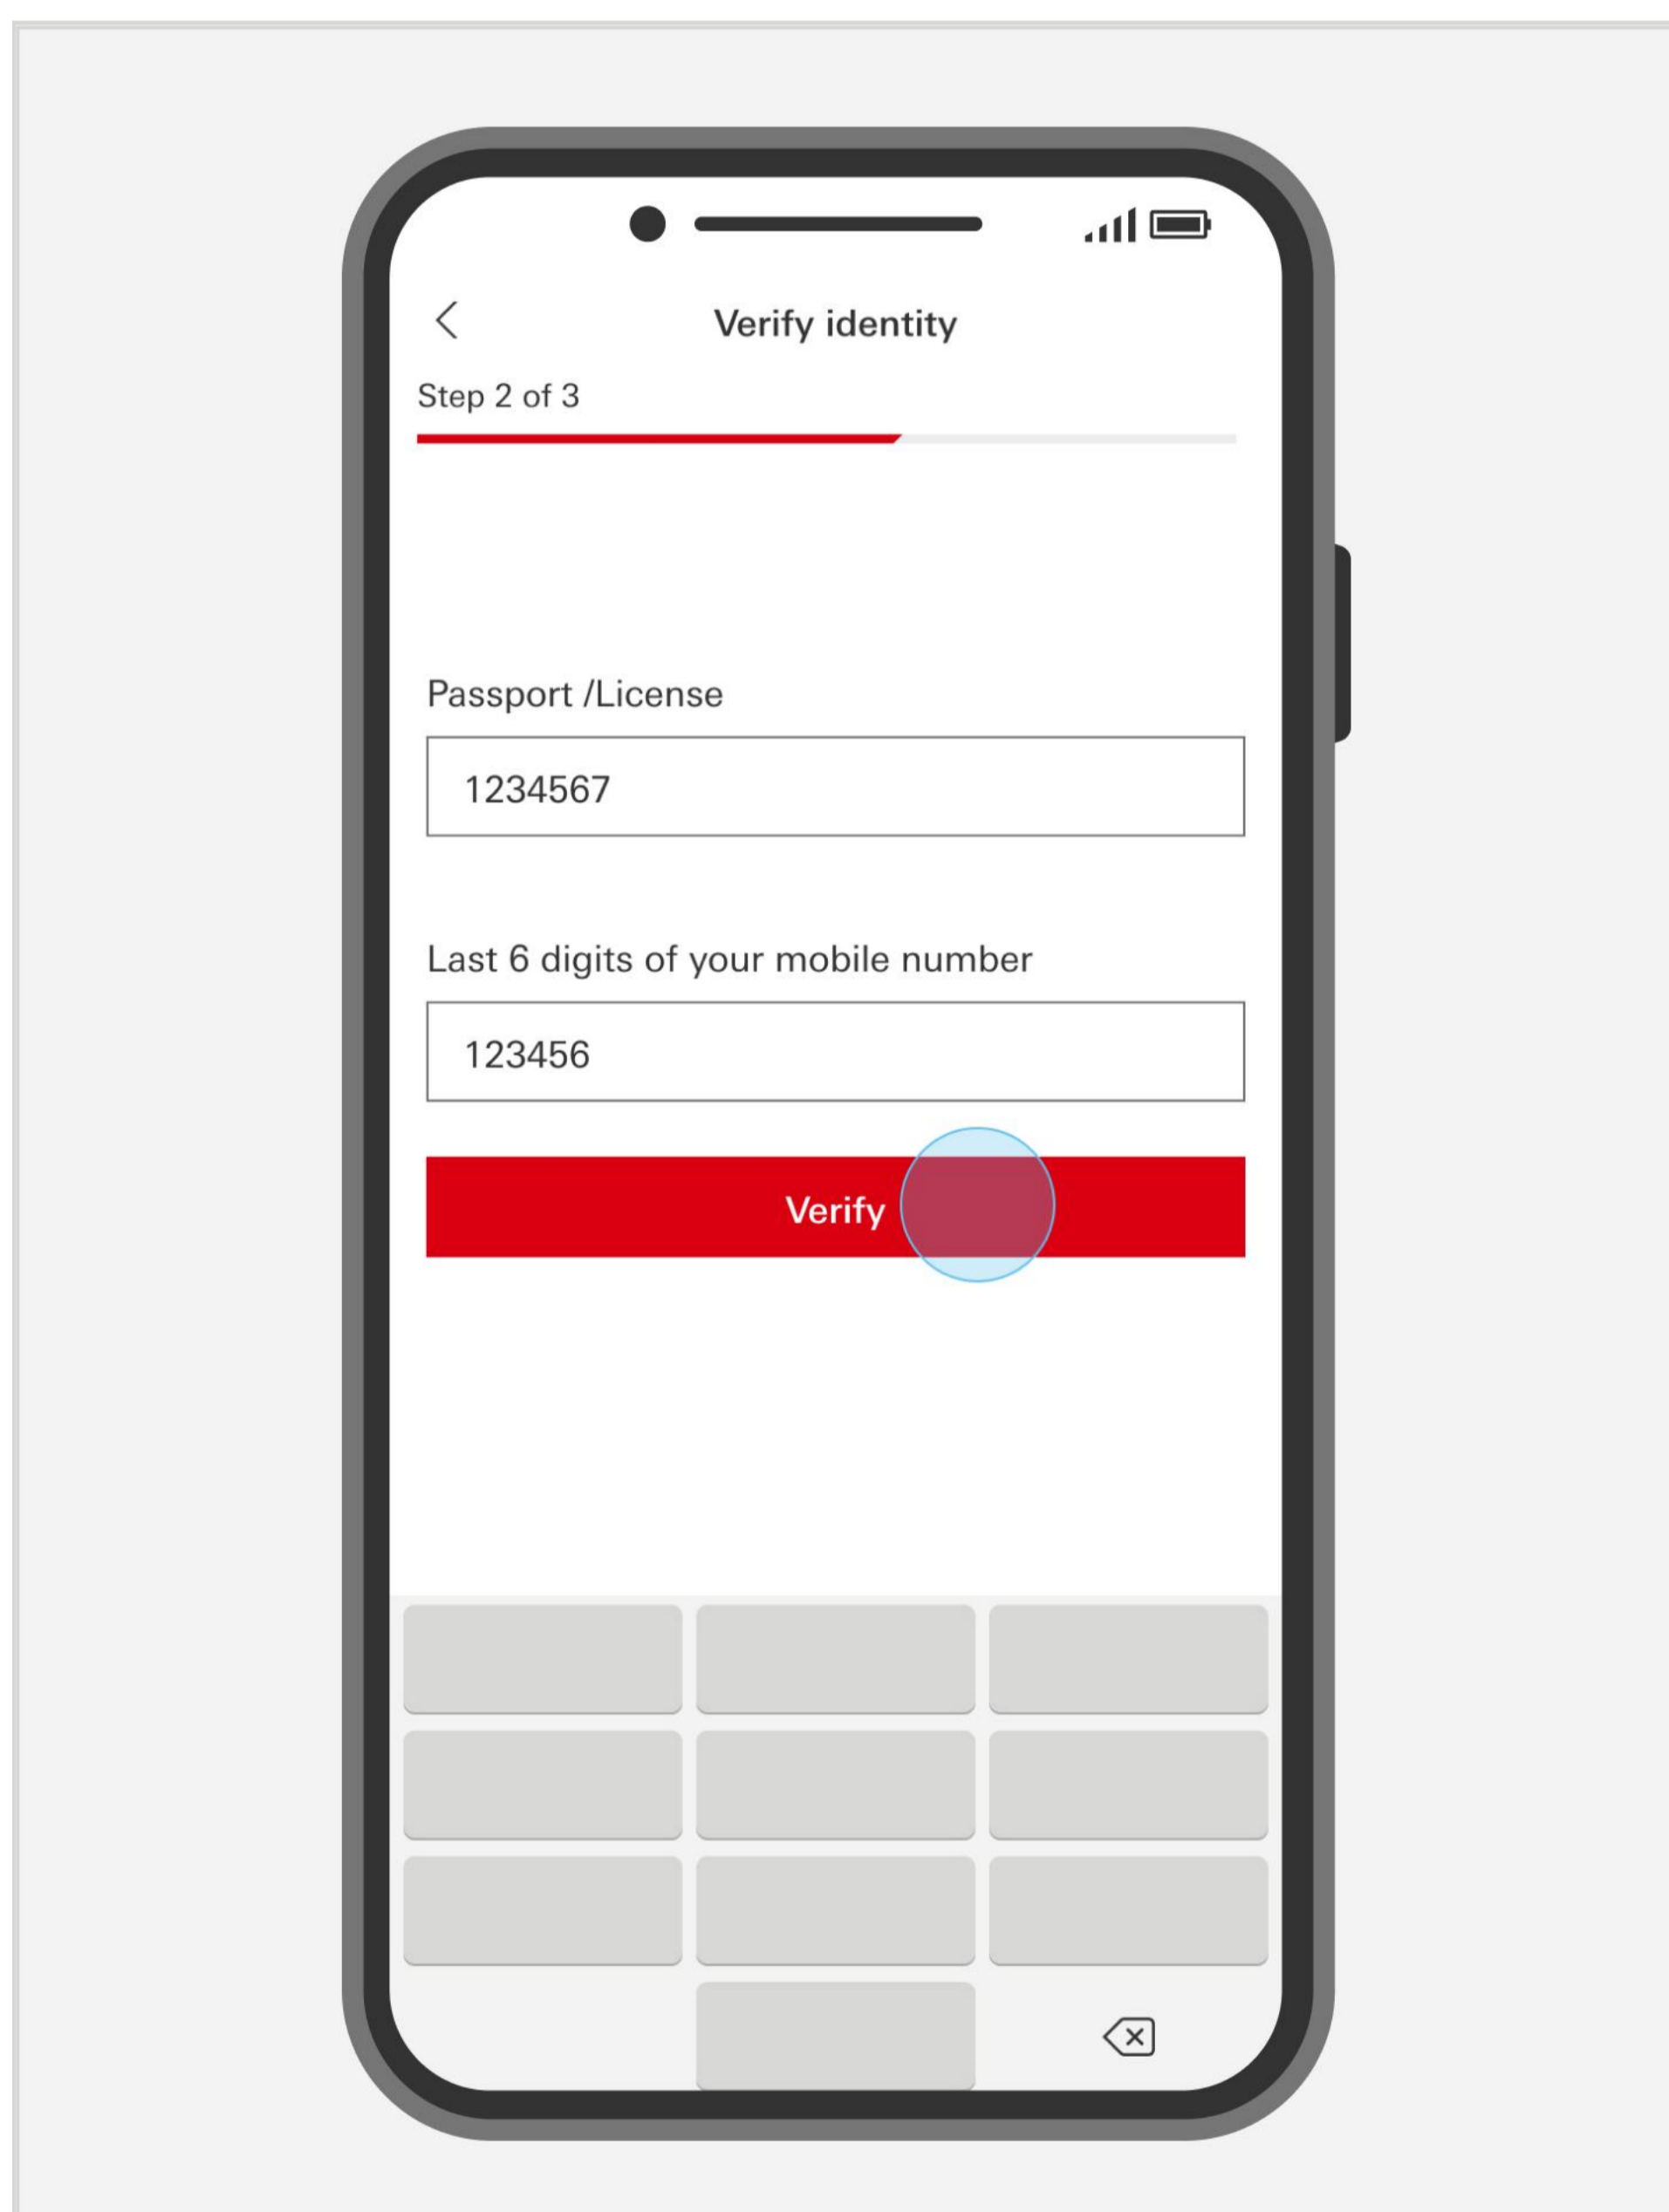 Verify identity
Step 2 of 3
Passport /License
1234567
Last 6 digits of your mobile number
123456
Verify